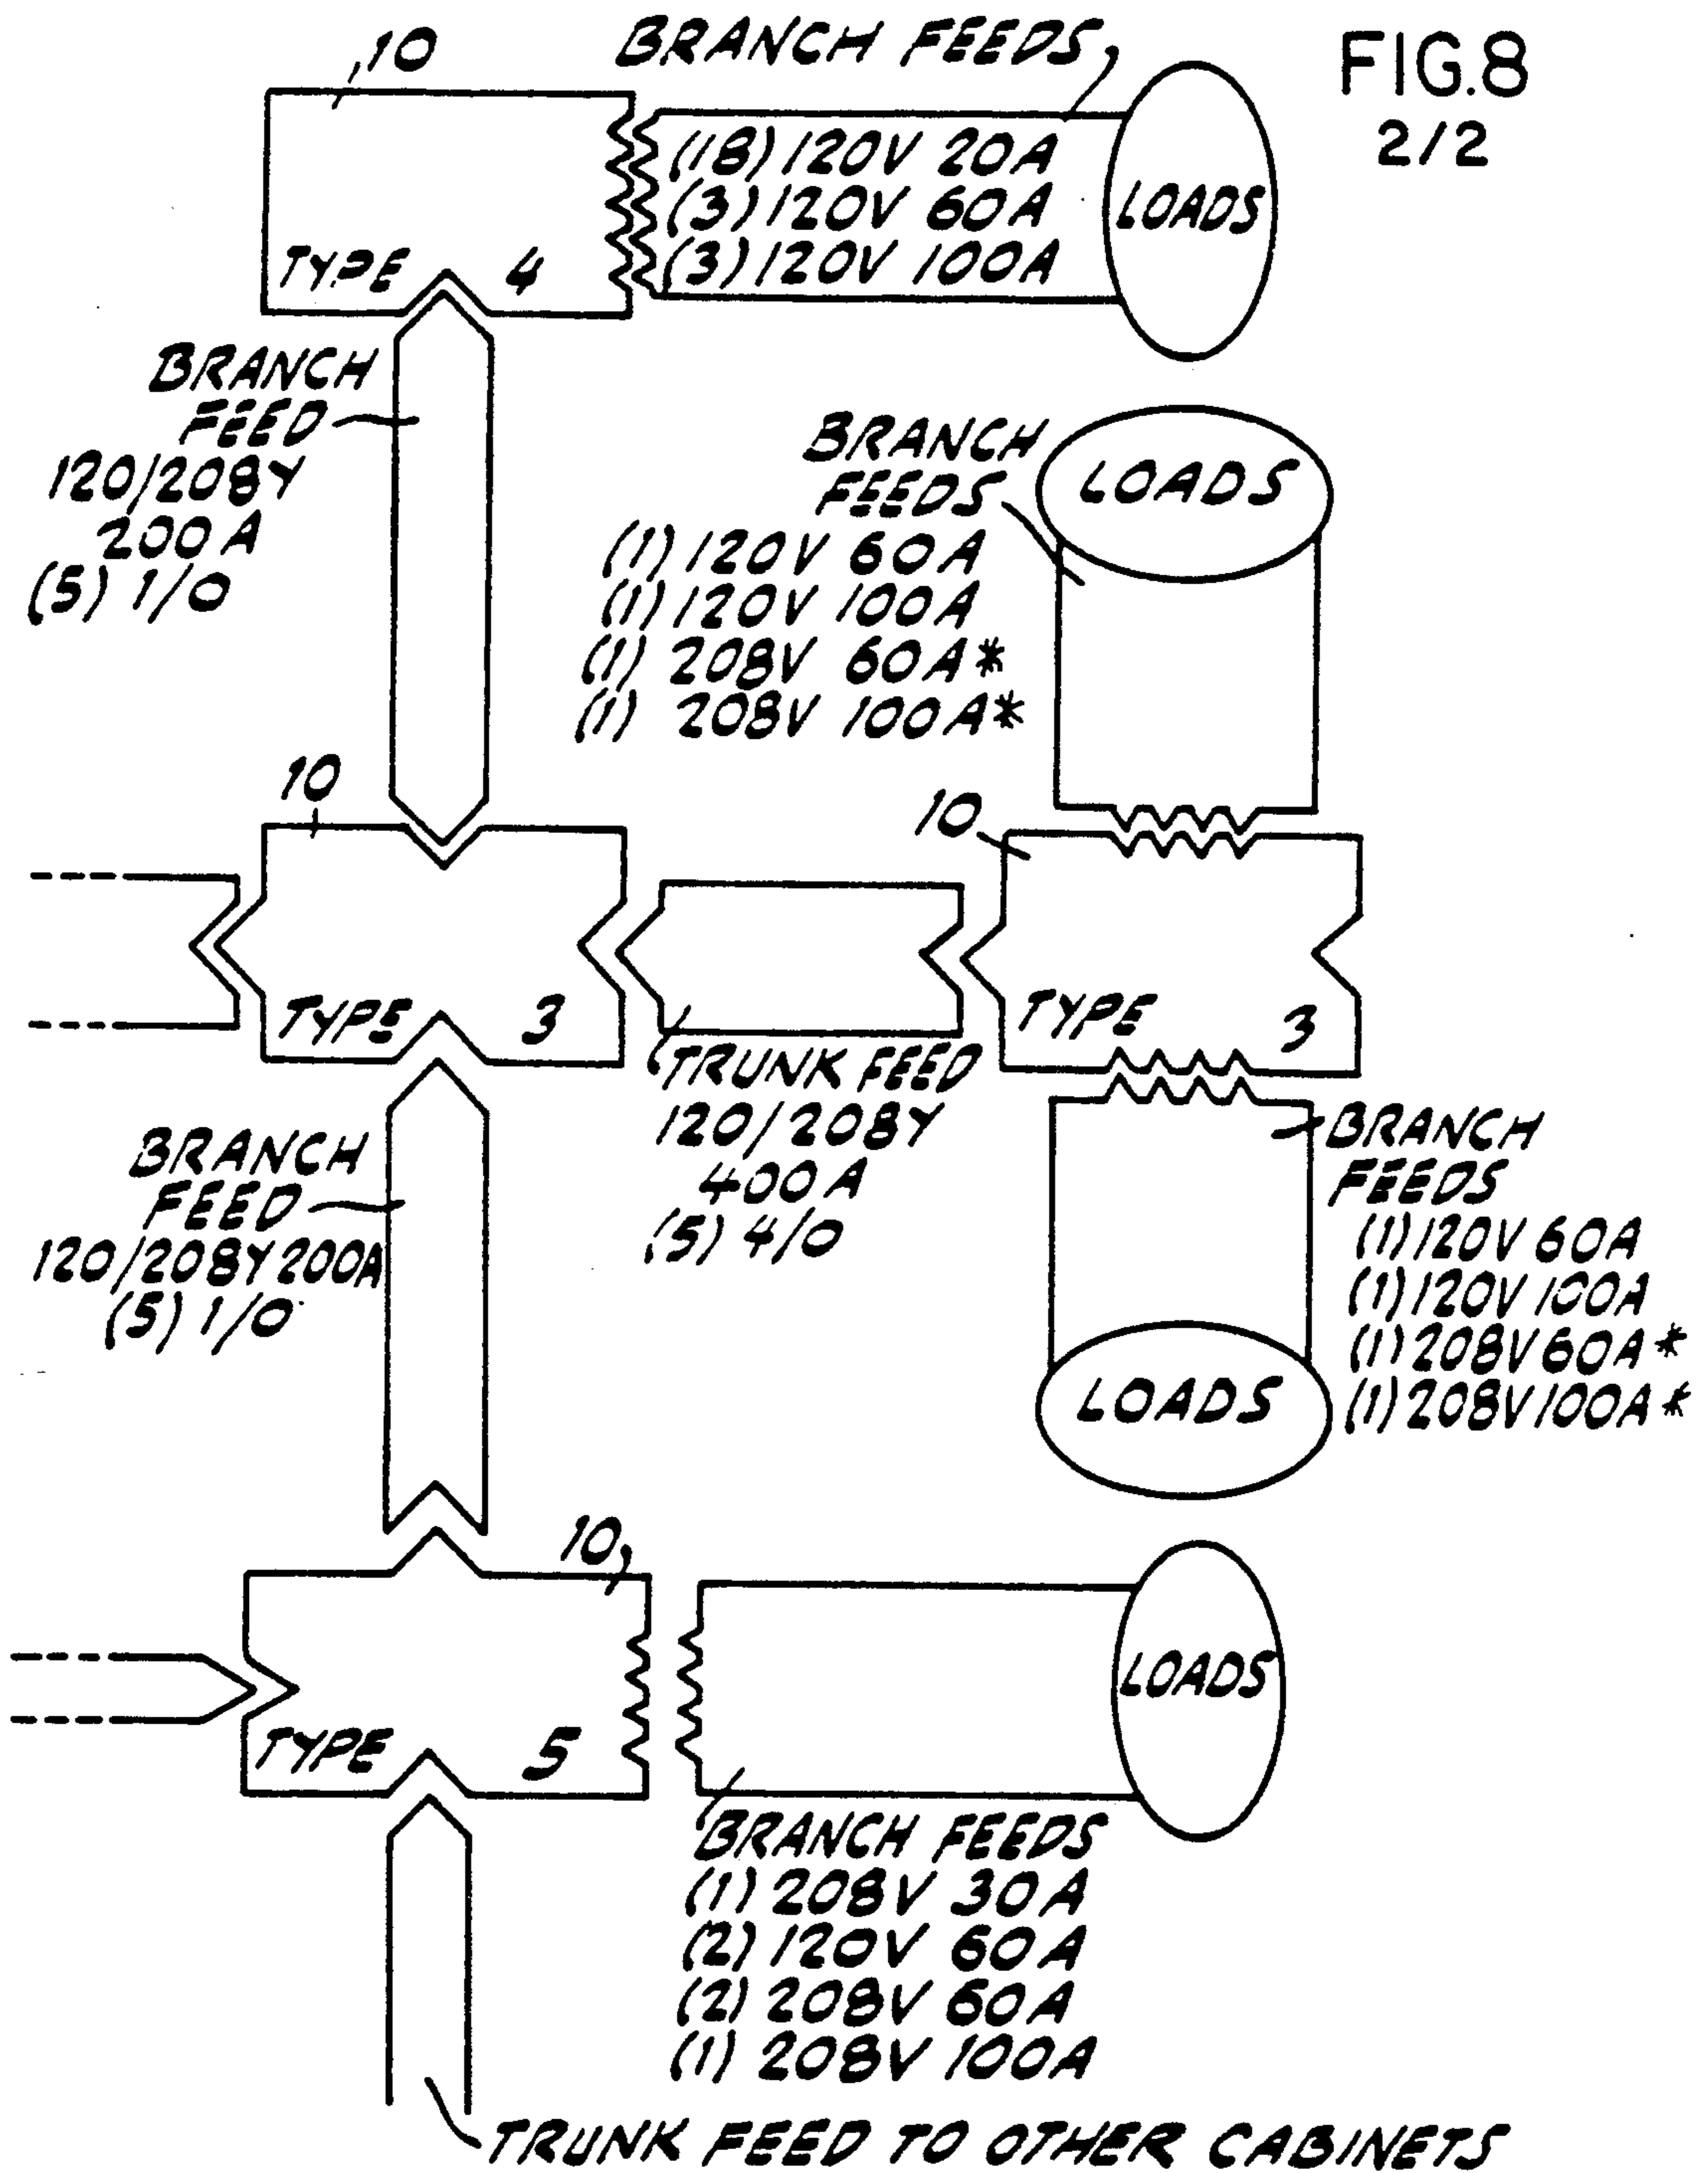 FIG.8
2/2
10
BRANCH FEEDS
(18) 120V 20A
(3) 120V 60A
(3) 120V 100A
LOADS
TYPE 4
BRANCH
FEED
120/208Y
200A
(5) 1/0
BRANCH
FEEDS
(1) 120V 60A
(1) 120V 100A
(1) 208V 60A*
(1) 208V 100A*
LOADS
10
10
TYPE 3
TRUNK FEED
120/208Y
400A
(5) 4/0
TYPE 3
BRANCH
FEED
120/208Y 200A
(5) 1/0
BRANCH
FEEDS
(1) 120V 60A
(1) 120V 100A
(1) 208V 60A*
(1) 208V 100A*
LOADS
10
TYPE 5
LOADS
BRANCH FEEDS
(1) 208V 30A
(2) 120V 60A
(2) 208V 60A
(1) 208V 100A
TRUNK FEED TO OTHER CABINETS